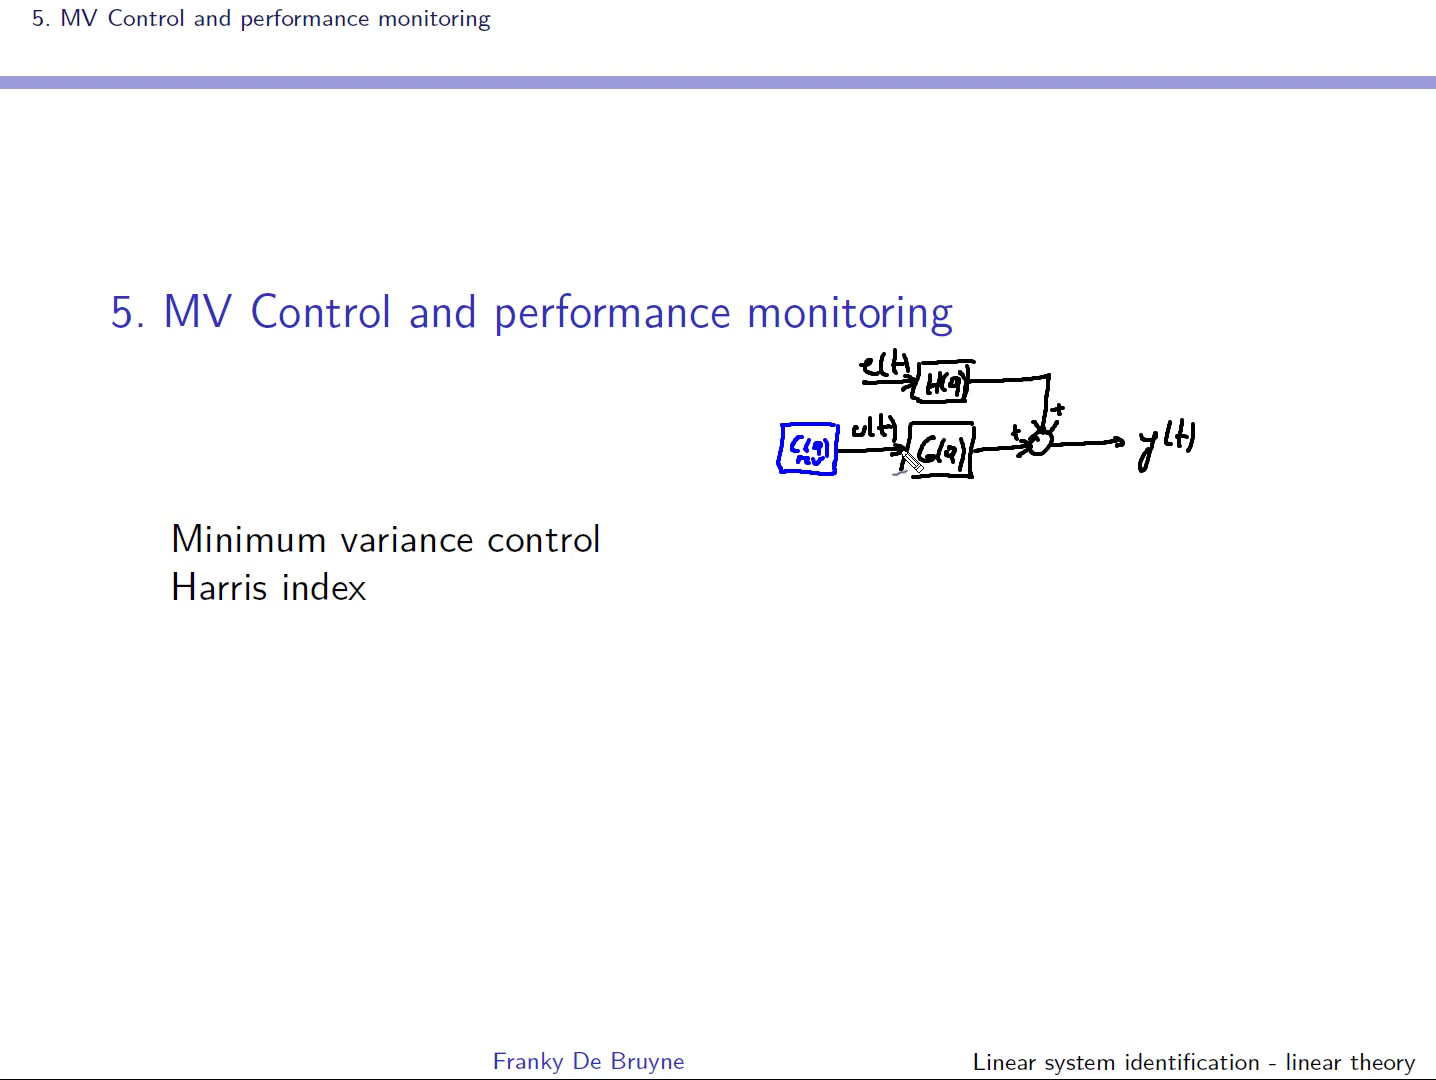 5. MV Control and performance monitoring
5. MV Control and performance monitoring
e(t)
H(q)
+
u(t)
+
y(t)
C(q)
MV
G(q)
Minimum variance control
Harris index
Franky De Bruyne
Linear system identification - linear theory